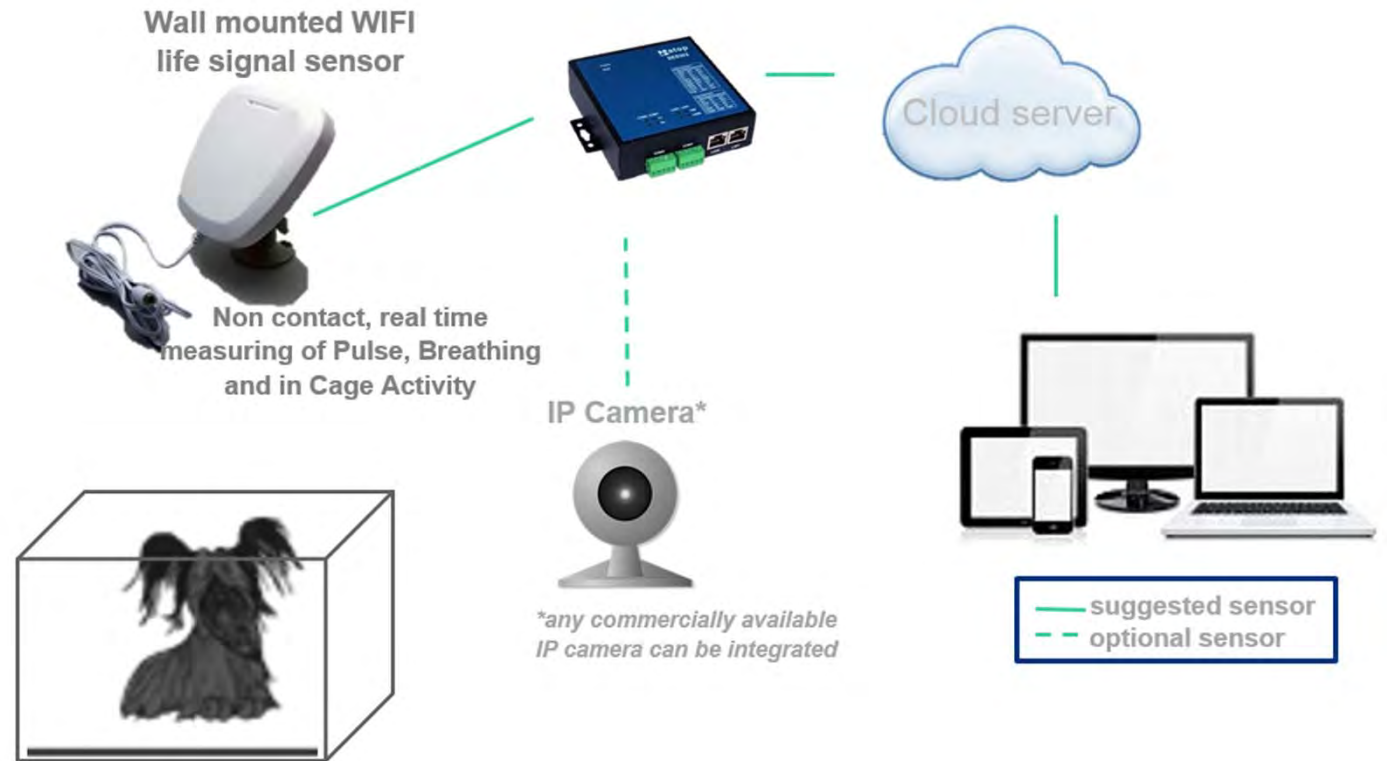 Wall mounted WIFI
life signal sensor
Non contact, real time
measuring of Pulse, Breathing
and in Cage Activity
Cloud server
IP Camera*
*any commercially available
IP camera can be integrated
suggested sensor
optional sensor